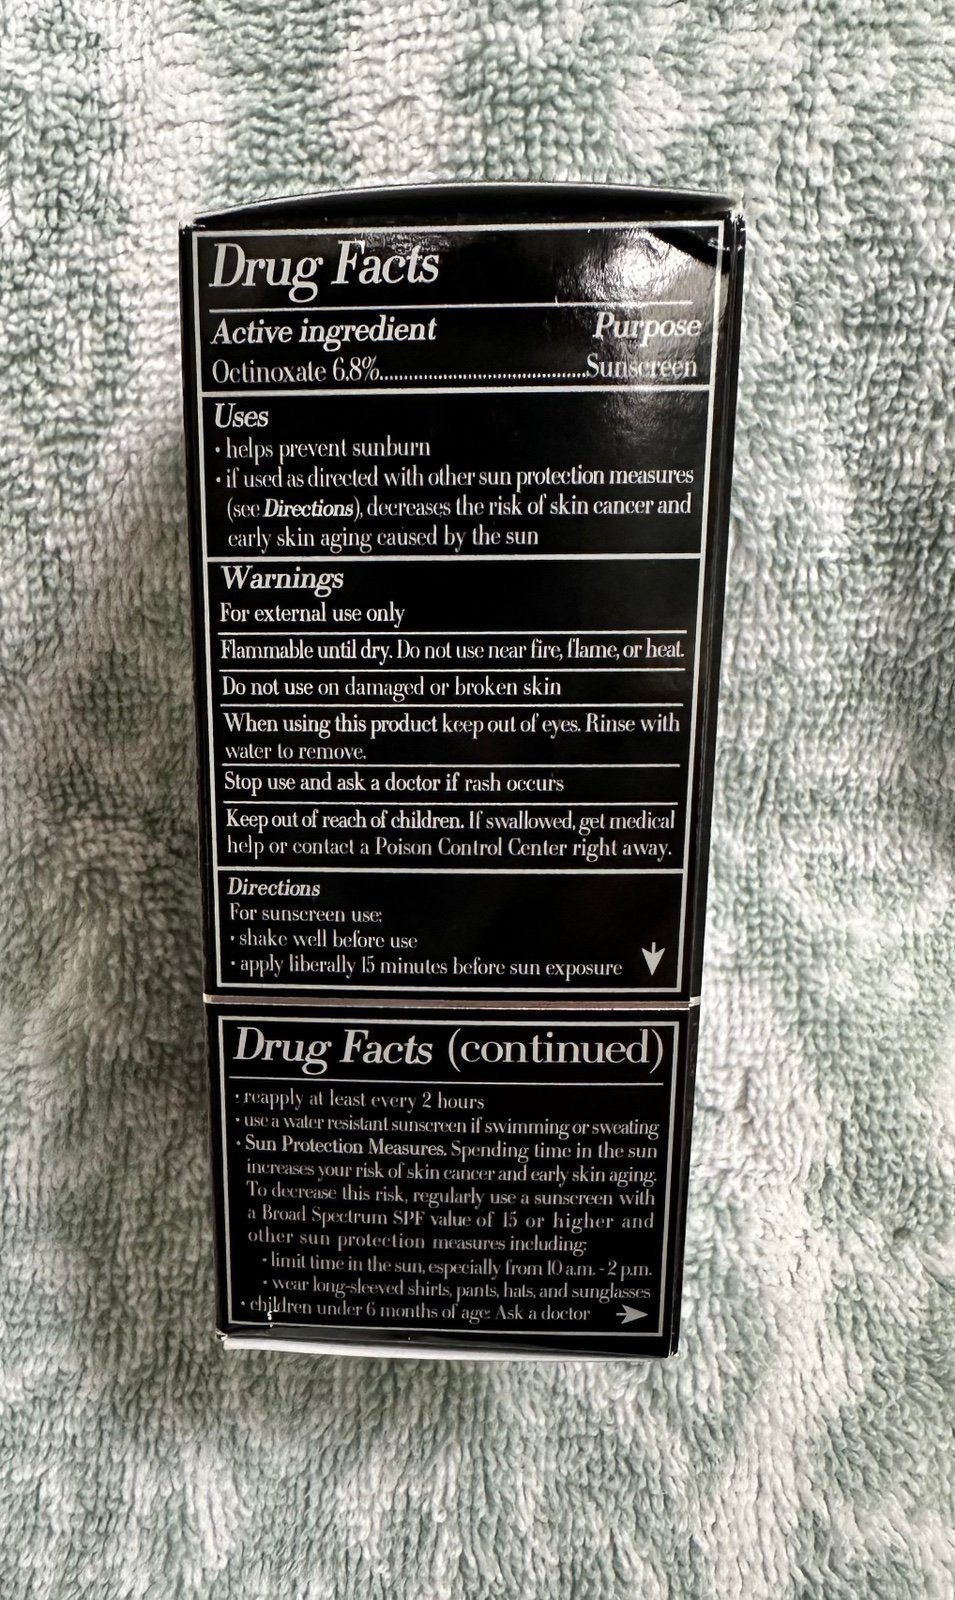 Drug Facts
Active ingredient Purpose
Octinoxate 6.8%..........................................Sunscreen
Uses
• helps prevent sunburn
• if used as directed with other sun protection measures
(see Directions), decreases the risk of skin cancer and
early skin aging caused by the sun
Warnings
For external use only
Flammable until dry. Do not use near fire, flame, or heat.
Do not use on damaged or broken skin
When using this product keep out of eyes. Rinse with
water to remove.
Stop use and ask a doctor if rash occurs
Keep out of reach of children. If swallowed, get medical
help or contact a Poison Control Center right away.
Directions
For sunscreen use:
• shake well before use
• apply liberally 15 minutes before sun exposure
Drug Facts (continued)
• reapply at least every 2 hours
• use a water resistant sunscreen if swimming or sweating
• Sun Protection Measures. Spending time in the sun
increases your risk of skin cancer and early skin aging.
To decrease this risk, regularly use a sunscreen with
a Broad Spectrum SPF value of 15 or higher and
other sun protection measures including:
• limit time in the sun, especially from 10 a.m. - 2 p.m.
• wear long-sleeved shirts, pants, hats, and sunglasses
• children under 6 months of age: Ask a doctor